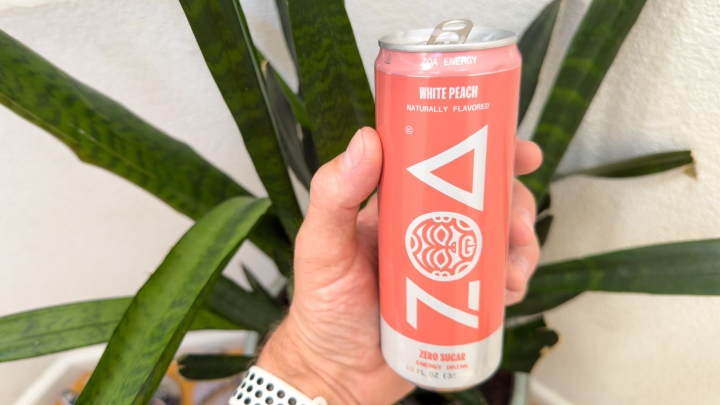 ZOA ENERGY
WHITE PEACH
NATURALLY FLAVORED
ZOA
ZERO SUGAR
ENERGY DRINK